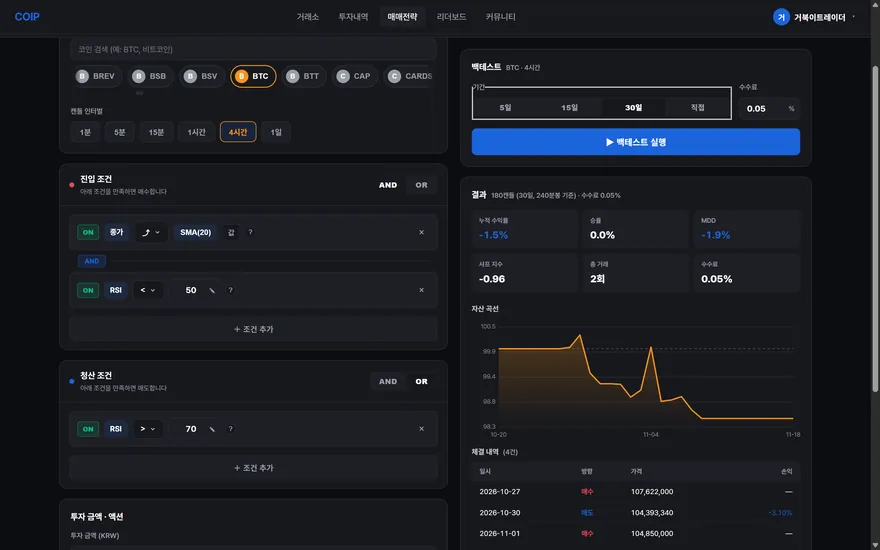 COIP 거래소 투자내역 매매전략 리더보드 커뮤니티 거 거북이트레이더
코인 검색 (예: BTC, 비트코인)
B BREV B BSB B BSV B BTC B BTT C CAP C CARDS
캔들 인터벌
1분 5분 15분 1시간 4시간 1일
진입 조건
아래 조건을 만족하면 매수합니다
AND OR
ON 종가 SMA(20) 값 ? ×
AND
ON RSI < 50 ? ×
+ 조건 추가
청산 조건
아래 조건을 만족하면 매도합니다
AND OR
ON RSI > 70 ? ×
+ 조건 추가
투자 금액 · 액션
투자 금액 (KRW)
백테스트 BTC · 4시간
기간 수수료
5일 15일 30일 직접 0.05 %
▶ 백테스트 실행
결과 180캔들 (30일, 240분봉 기준) · 수수료 0.05%
누적 수익률 승률 MDD
-1.5% 0.0% -1.9%
샤프 지수 총 거래 수수료
-0.96 2회 0.05%
자산 곡선
100.5
99.9
99.4
98.8
98.3
10-20 11-04 11-18
체결 내역 (4건)
일시 방향 가격 손익
2026-10-27 매수 107,622,000 —
2026-10-30 매도 104,393,340 -3.10%
2026-11-01 매수 104,850,000 —